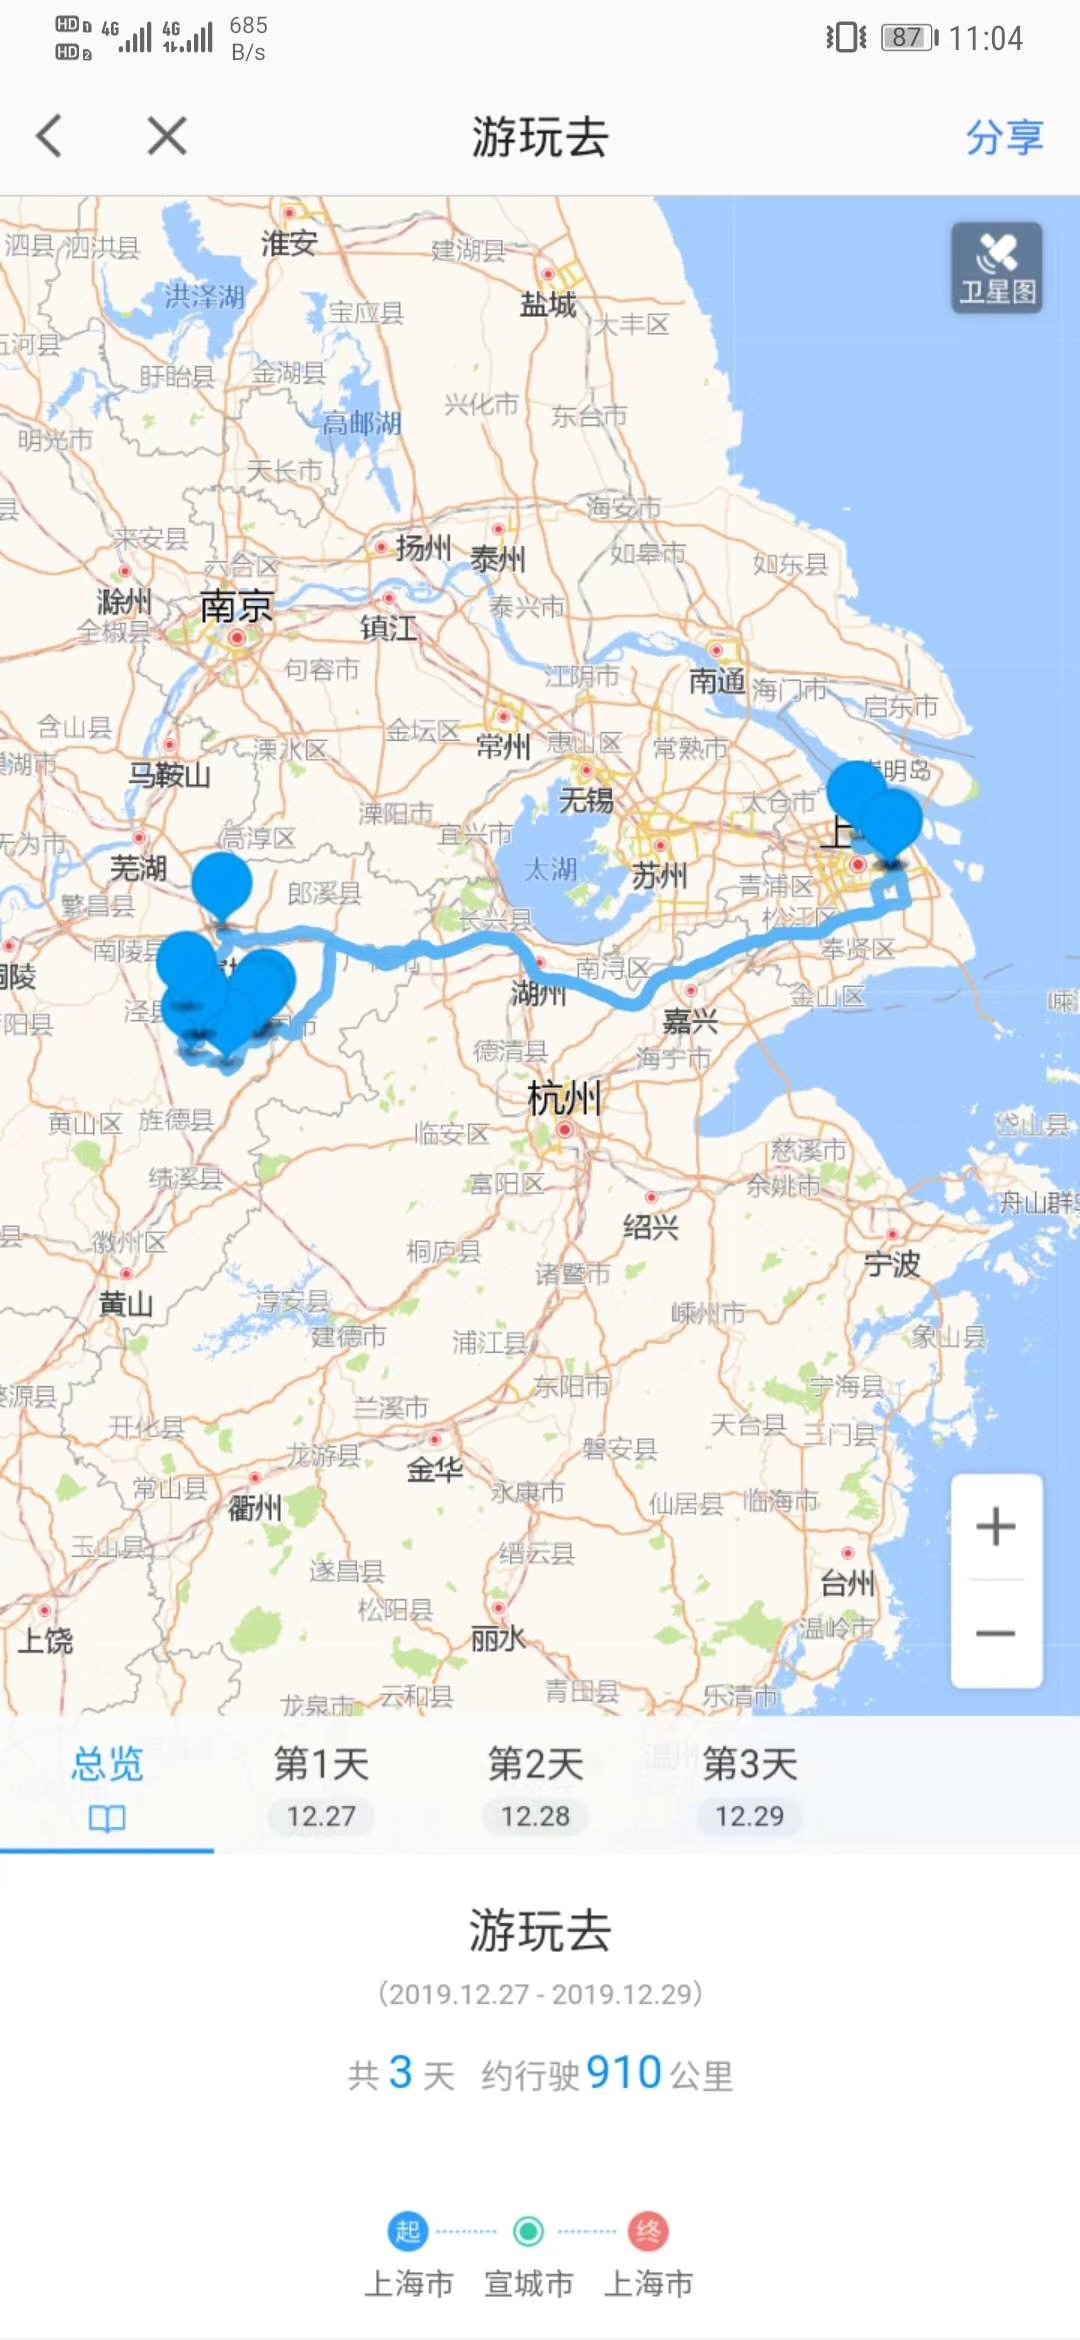 HD 1 4G 4G 685
HD 2 B/s
87 11:04
游玩去
分享
卫星图
淮安
泗县
泗洪县
建湖县
洪泽湖
宝应县
盐城
大丰区
五河县
盱眙县
金湖县
兴化市
东台市
高邮湖
明光市
天长市
海安市
来安县
六合区
扬州
泰州
如皋市
如东县
滁州
南京
泰兴市
全椒县
镇江
句容市
江阴市
南通
海门市
启东市
含山县
溧水区
金坛区
常州
惠山区
常熟市
巢湖市
马鞍山
无锡
太仓市
崇明岛
溧阳市
宜兴市
无为市
高淳区
芜湖
太湖
苏州
上
青浦区
郎溪县
繁昌县
长兴县
松江区
南陵县
奉贤区
铜陵
南浔区
湖州
金山区
嘉兴
德清县
海宁市
杭州
黄山区
旌德县
临安区
岱山县
慈溪市
绩溪县
富阳区
余姚市
舟山群
绍兴
徽州区
桐庐县
宁波
诸暨市
黄山
淳安县
嵊州市
建德市
浦江县
象山县
婺源县
东阳市
宁海县
兰溪市
开化县
天台县
三门县
龙游县
金华
磐安县
常山县
衢州
永康市
仙居县
临海市
玉山县
缙云县
遂昌县
台州
松阳县
上饶
丽水
温岭市
龙泉市
云和县
青田县
乐清市
总览
第1天
第2天
第3天
12.27
12.28
12.29
游玩去
（2019.12.27 - 2019.12.29）
共 3 天 约行驶 910 公里
起
终
上海市
宣城市
上海市